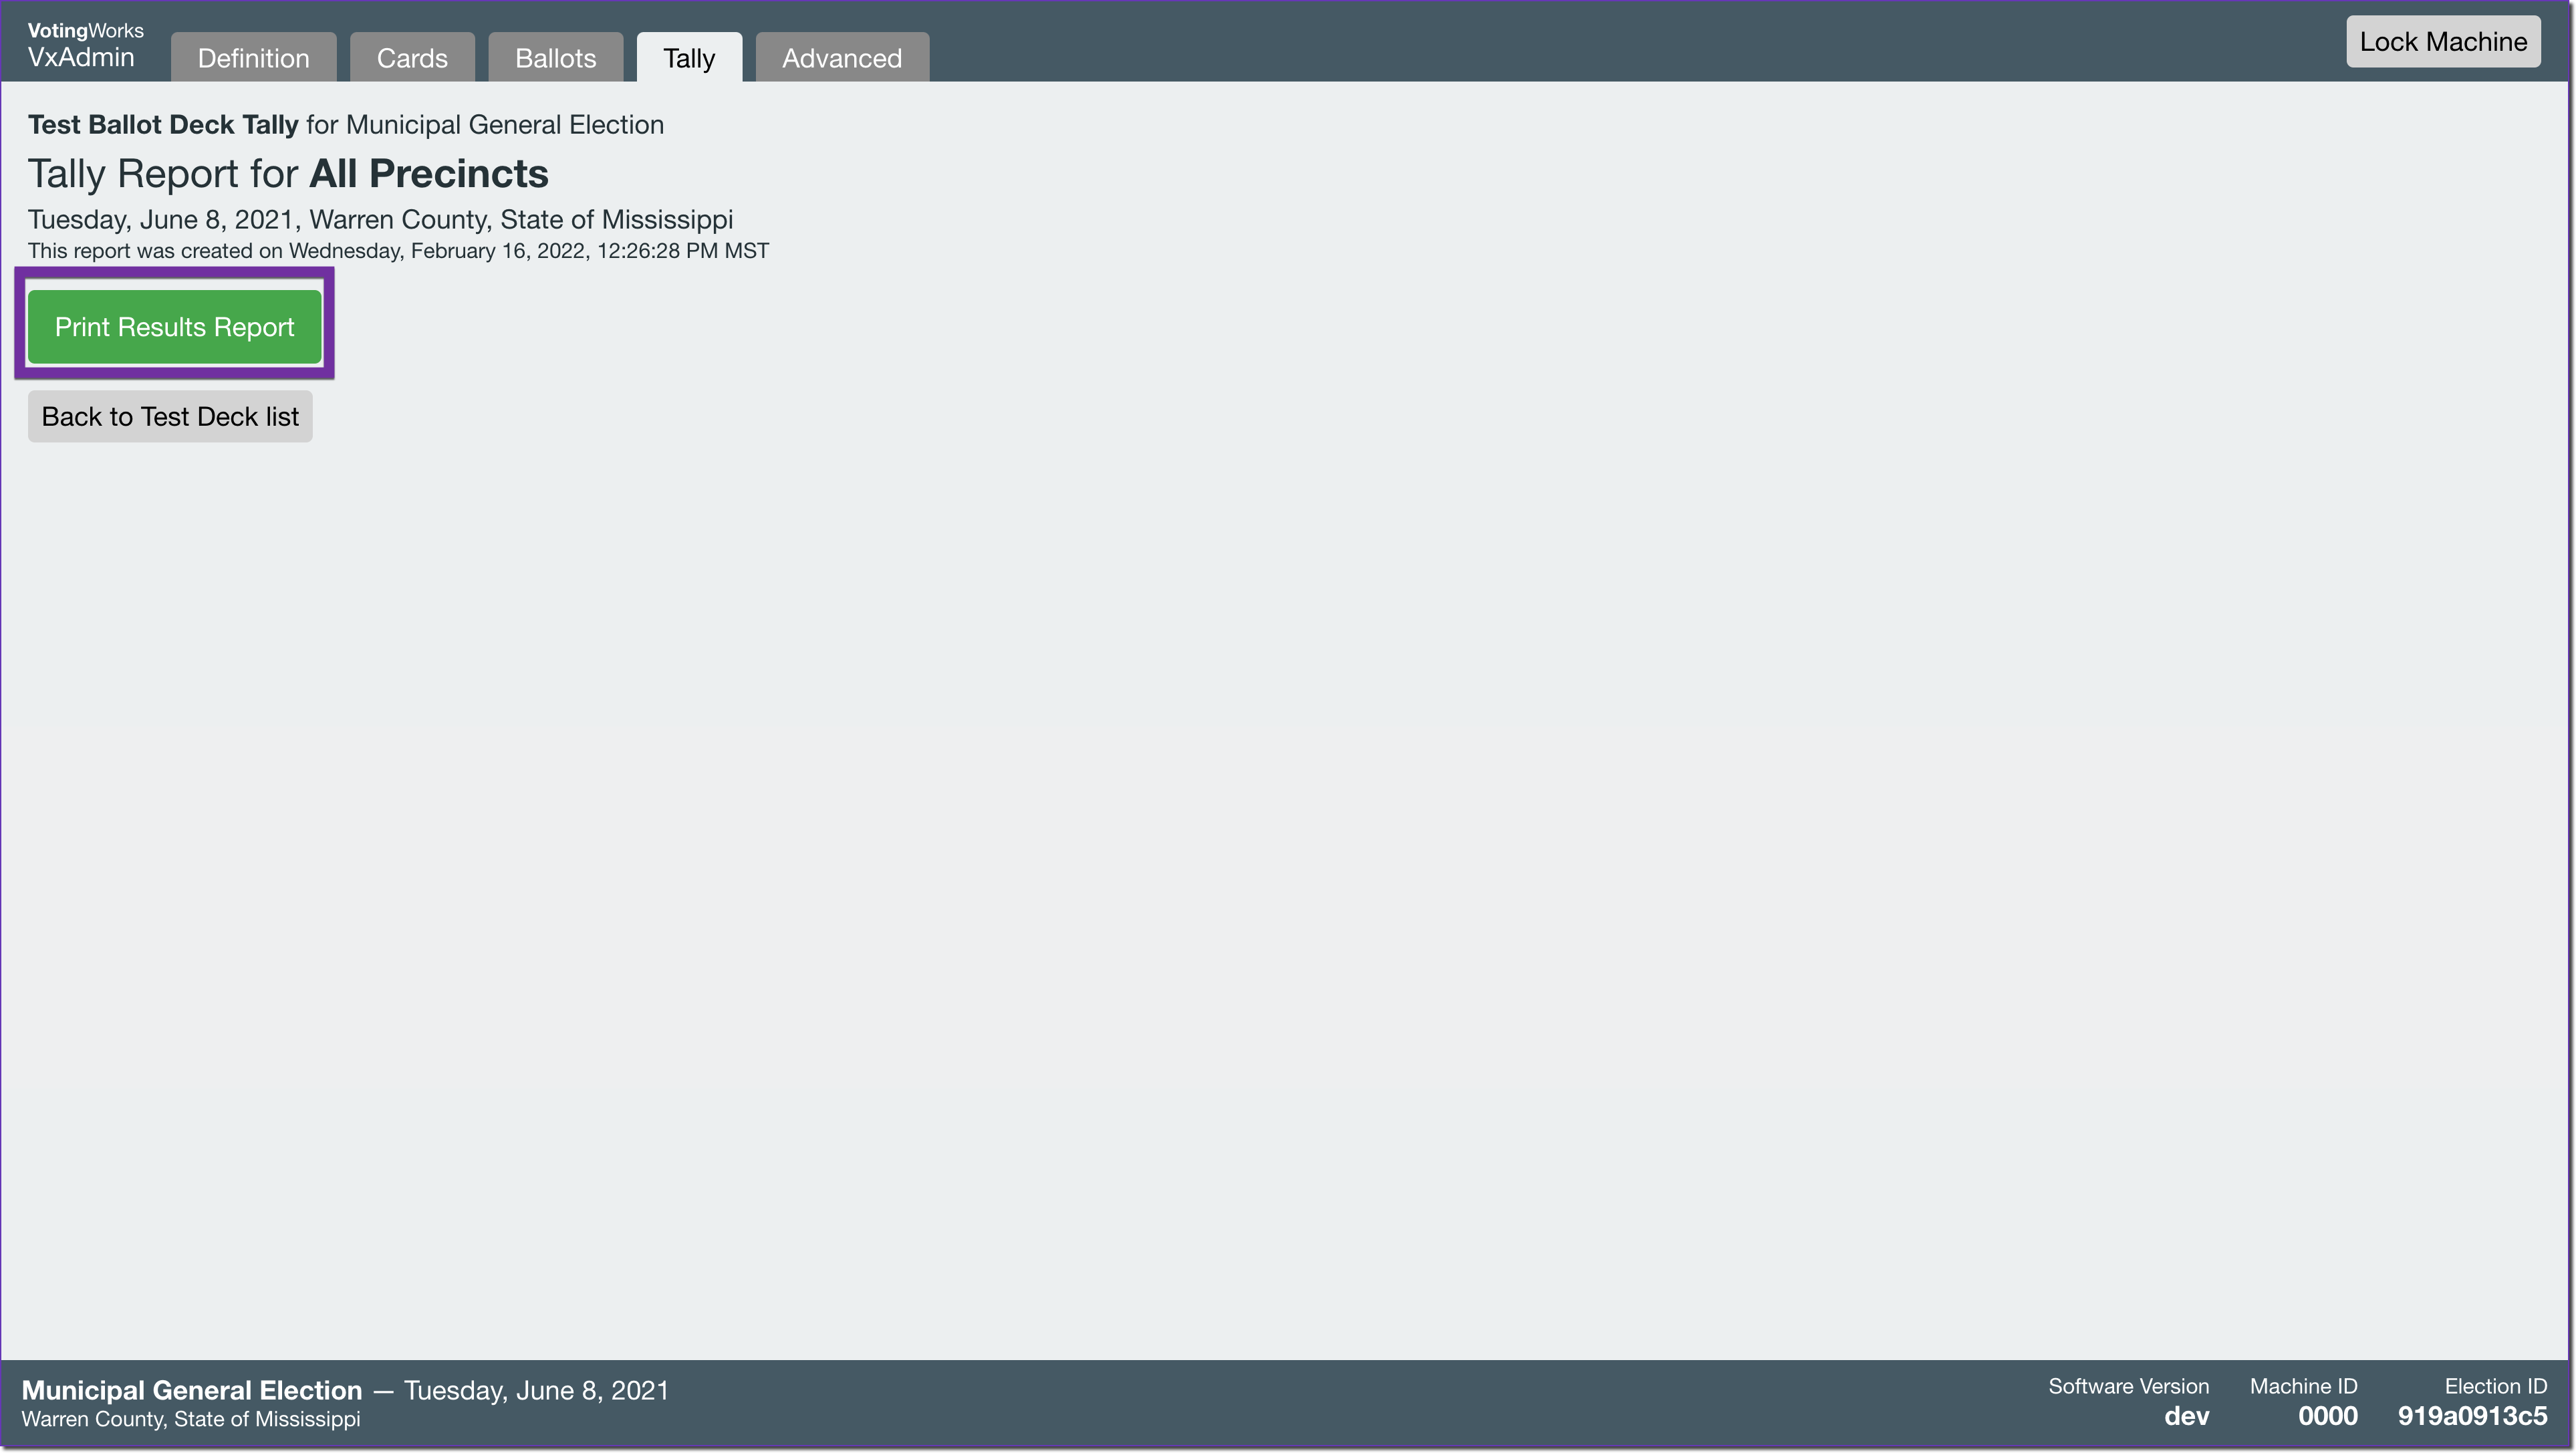 VotingWorks
VxAdmin
Definition
Cards
Ballots
Tally
Advanced
Lock Machine
Test Ballot Deck Tally for Municipal General Election
Tally Report for All Precincts
Tuesday, June 8, 2021, Warren County, State of Mississippi
This report was created on Wednesday, February 16, 2022, 12:26:28 PM MST
Print Results Report
Back to Test Deck list
Municipal General Election — Tuesday, June 8, 2021
Warren County, State of Mississippi
Software Version
dev
Machine ID
0000
Election ID
919a0913c5